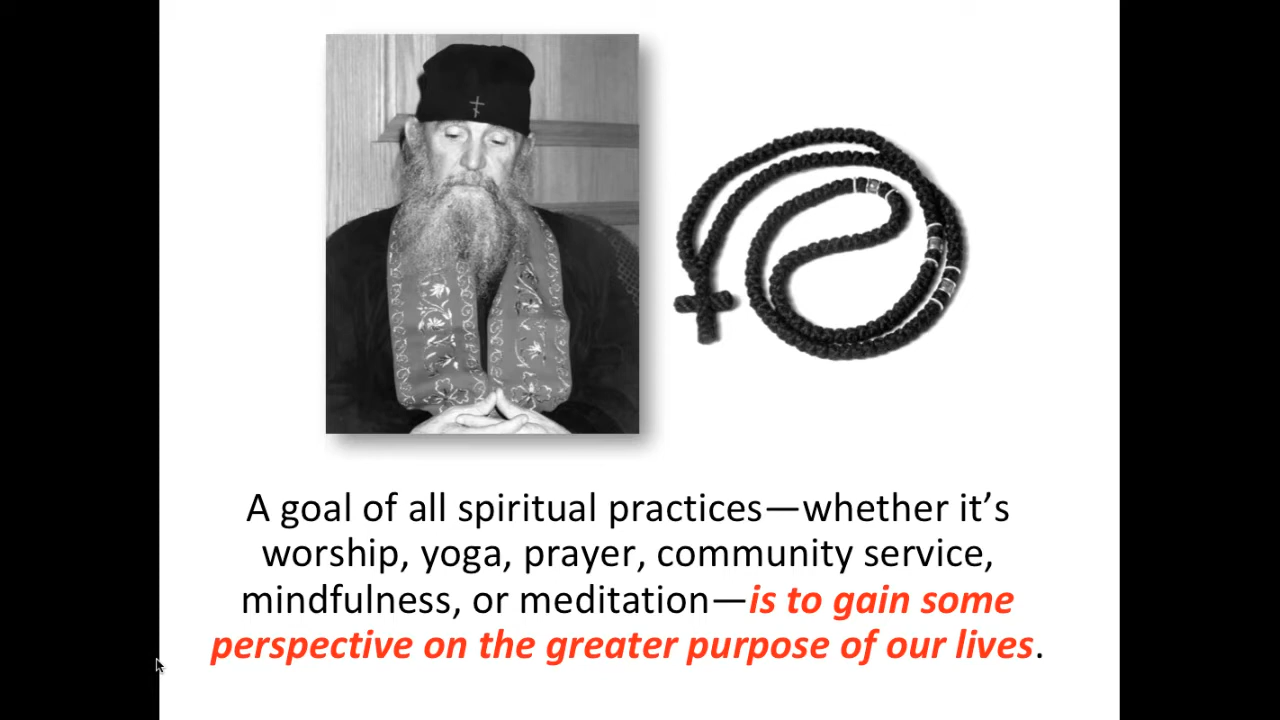 A goal of all spiritual practices—whether it’s
worship, yoga, prayer, community service,
mindfulness, or meditation—is to gain some
perspective on the greater purpose of our lives.